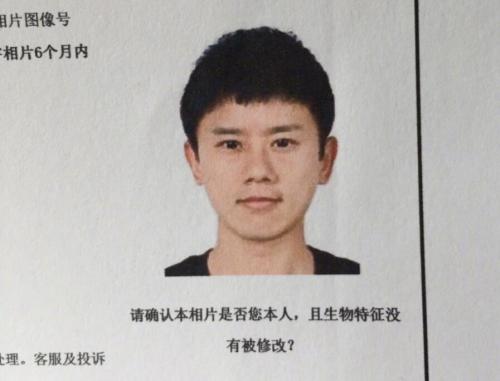 相片图像号
相片6个月内
请确认本相片是否您本人，且生物特征没
有被修改？
处理。客服及投诉